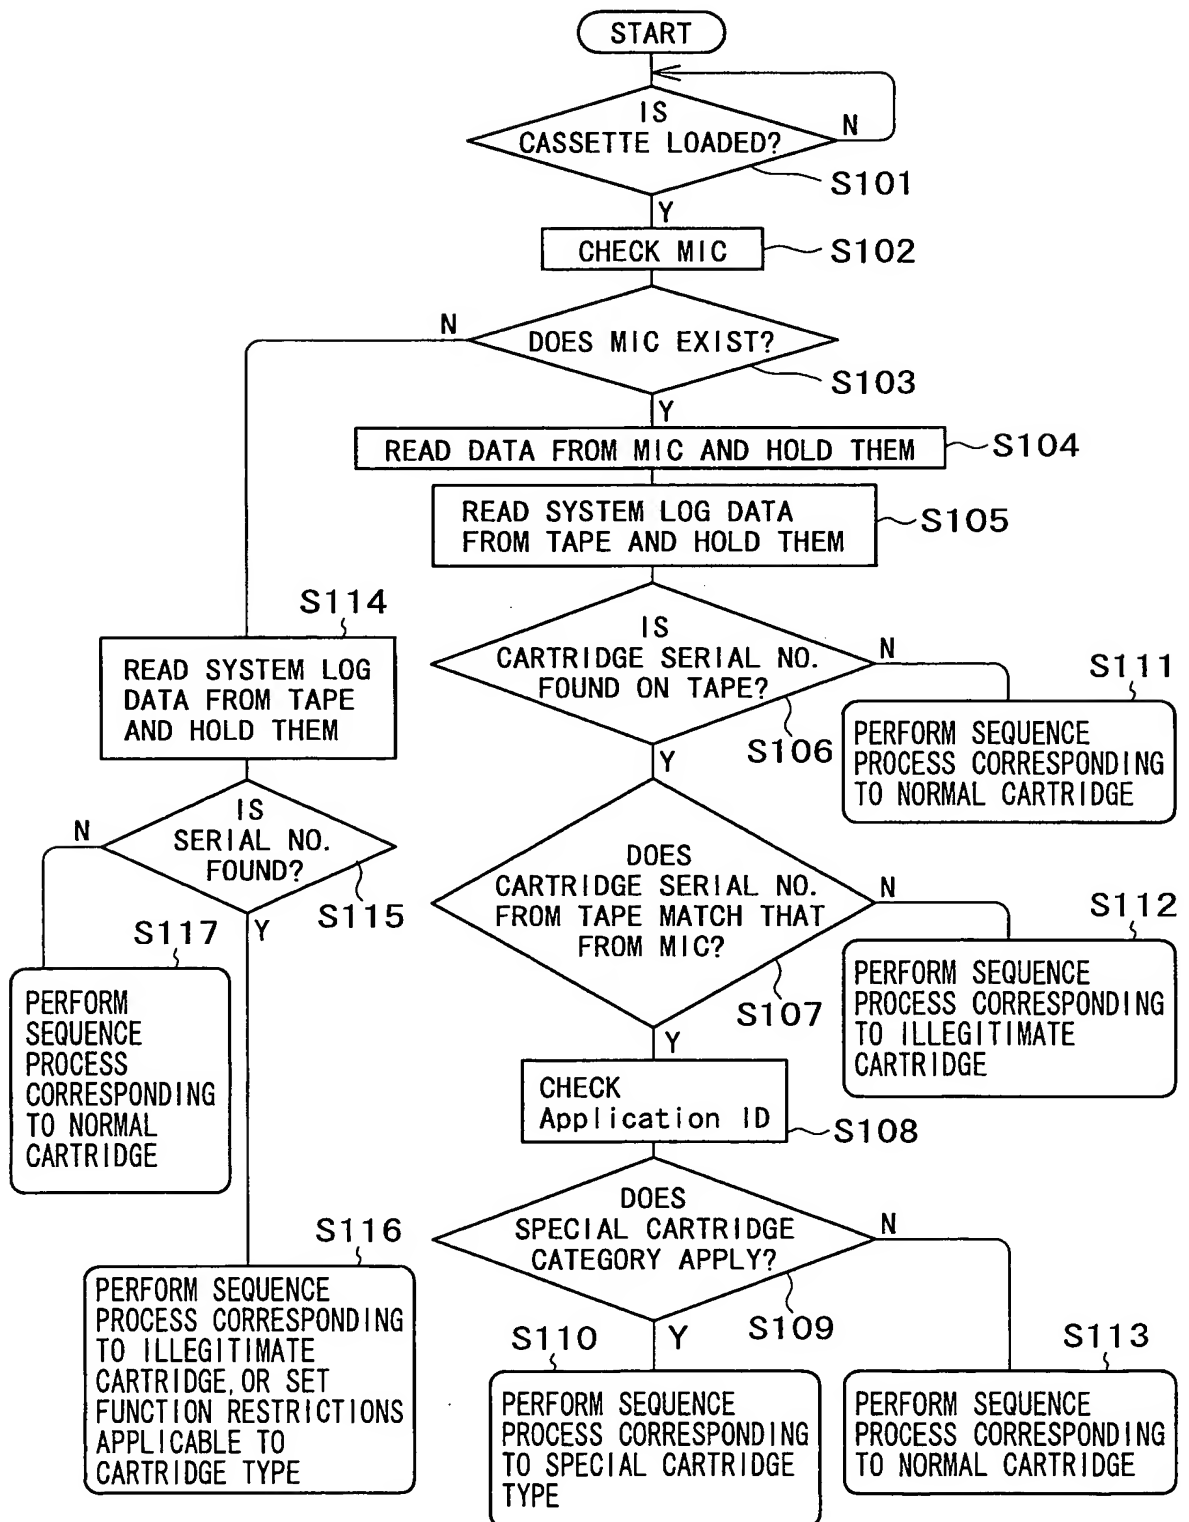 START
IS
CASSETTE LOADED?
N
S101
Y
CHECK MIC
S102
N
DOES MIC EXIST?
S103
Y
READ DATA FROM MIC AND HOLD THEM
S104
READ SYSTEM LOG DATA
FROM TAPE AND HOLD THEM
S105
S114
READ SYSTEM LOG
DATA FROM TAPE
AND HOLD THEM
IS
CARTRIDGE SERIAL NO.
FOUND ON TAPE?
N
S106
Y
S111
PERFORM SEQUENCE
PROCESS CORRESPONDING
TO NORMAL CARTRIDGE
IS
SERIAL NO.
FOUND?
N
S115
Y
DOES
CARTRIDGE SERIAL NO.
FROM TAPE MATCH THAT
FROM MIC?
N
S107
Y
S112
PERFORM SEQUENCE
PROCESS CORRESPONDING
TO ILLEGITIMATE
CARTRIDGE
S117
PERFORM
SEQUENCE
PROCESS
CORRESPONDING
TO NORMAL
CARTRIDGE
CHECK
Application ID
S108
DOES
SPECIAL CARTRIDGE
CATEGORY APPLY?
N
S109
Y
S116
PERFORM SEQUENCE
PROCESS CORRESPONDING
TO ILLEGITIMATE
CARTRIDGE, OR SET
FUNCTION RESTRICTIONS
APPLICABLE TO
CARTRIDGE TYPE
S110
PERFORM SEQUENCE
PROCESS CORRESPONDING
TO SPECIAL CARTRIDGE
TYPE
S113
PERFORM SEQUENCE
PROCESS CORRESPONDING
TO NORMAL CARTRIDGE